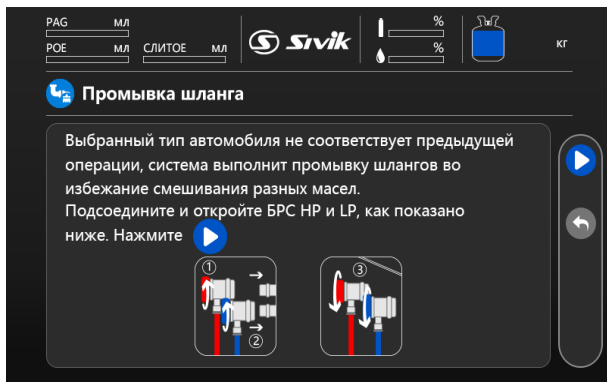 PAG мл
POE мл СЛИТОЕ мл
Sivik
%
%
кг
Промывка шланга
Выбранный тип автомобиля не соответствует предыдущей
операции, система выполнит промывку шлангов во
избежание смешивания разных масел.
Подсоедините и откройте БРС HP и LP, как показано
ниже. Нажмите
①
②
③